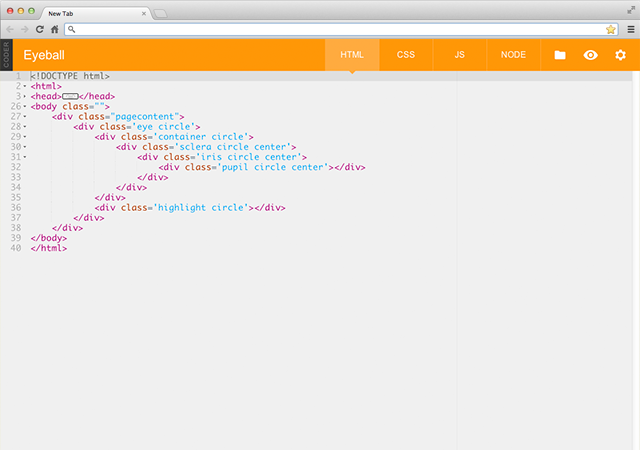 New Tab
CODER
Eyeball
HTML CSS JS NODE
1 <!DOCTYPE html>
2 <html>
3 <head></head>
26 <body class="">
27 <div class="pagecontent">
28 <div class='eye circle'>
29 <div class='container circle'>
30 <div class='sclera circle center'>
31 <div class='iris circle center'>
32 <div class='pupil circle center'></div>
33 </div>
34 </div>
35 </div>
36 <div class='highlight circle'></div>
37 </div>
38 </div>
39 </body>
40 </html>